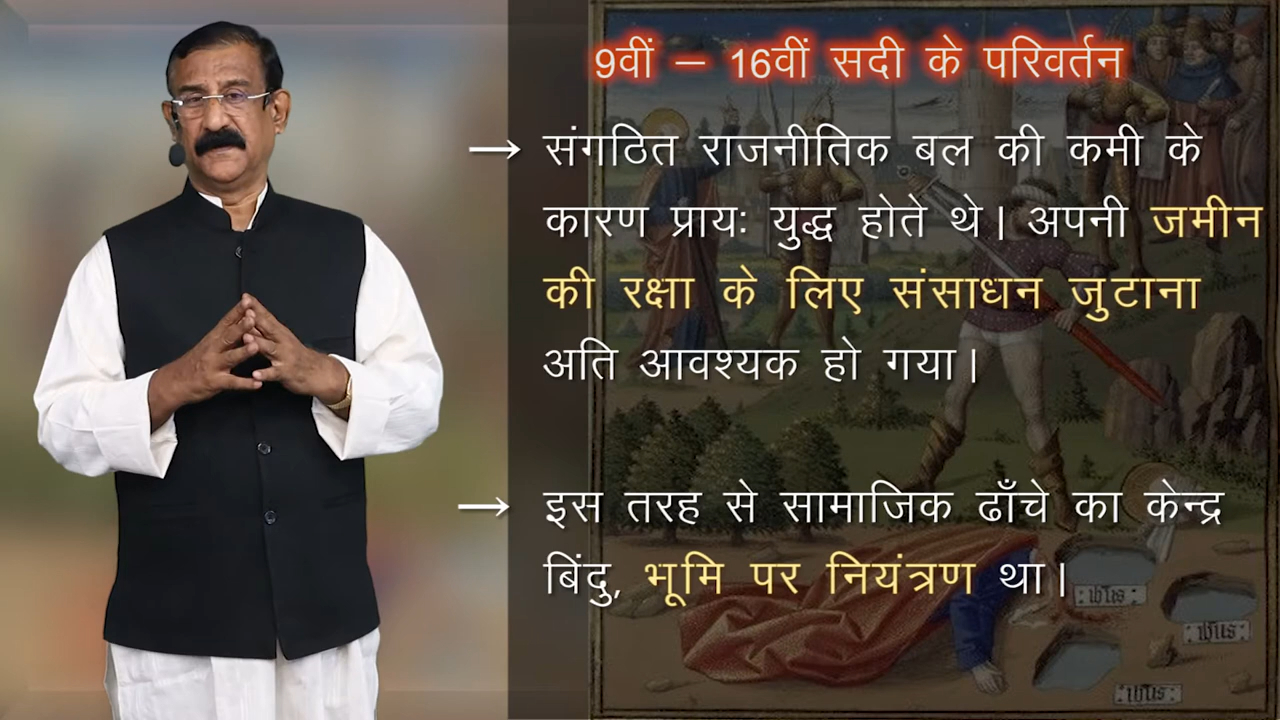 9वीं – 16वीं सदी के परिवर्तन
→ संगठित राजनीतिक बल की कमी के
कारण प्रायः युद्ध होते थे। अपनी जमीन
की रक्षा के लिए संसाधन जुटाना
अति आवश्यक हो गया।
→ इस तरह से सामाजिक ढाँचे का केन्द्र
बिंदु, भूमि पर नियंत्रण था।